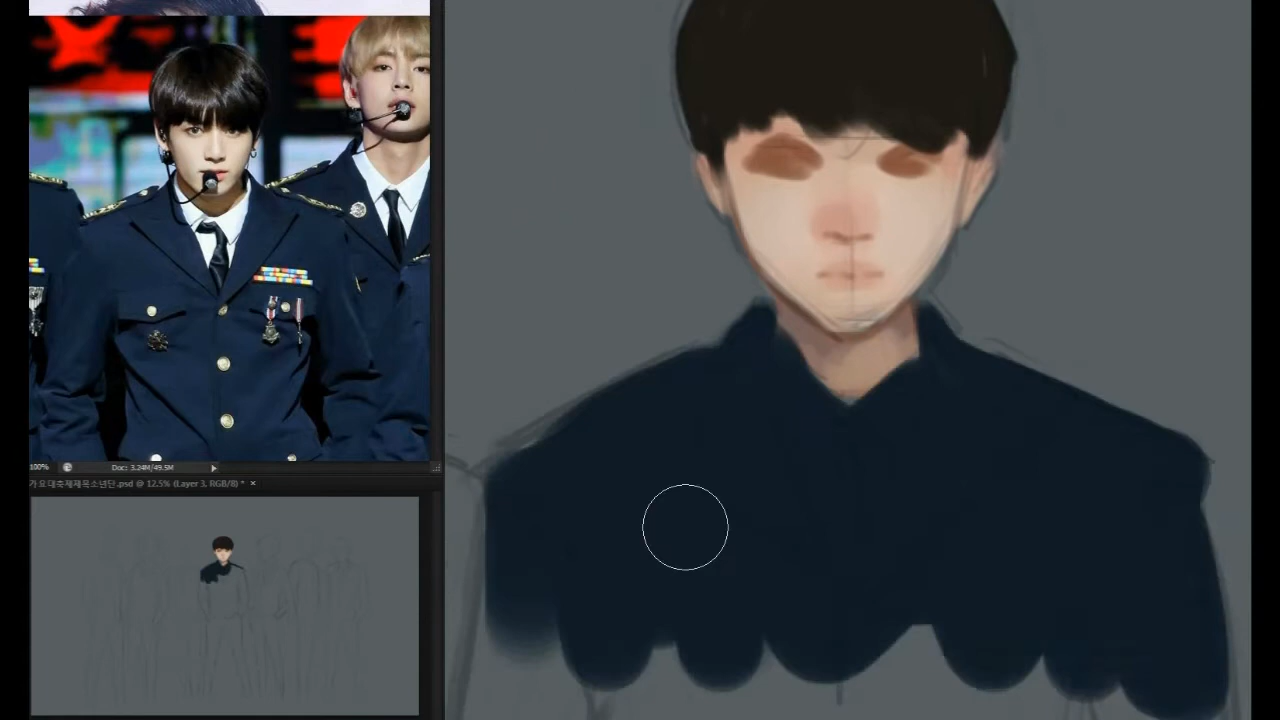 100% Doc: 3.24M/49.5M
가요대축제제목소년단.psd @ 12.5% (Layer 3, RGB/8) * ×